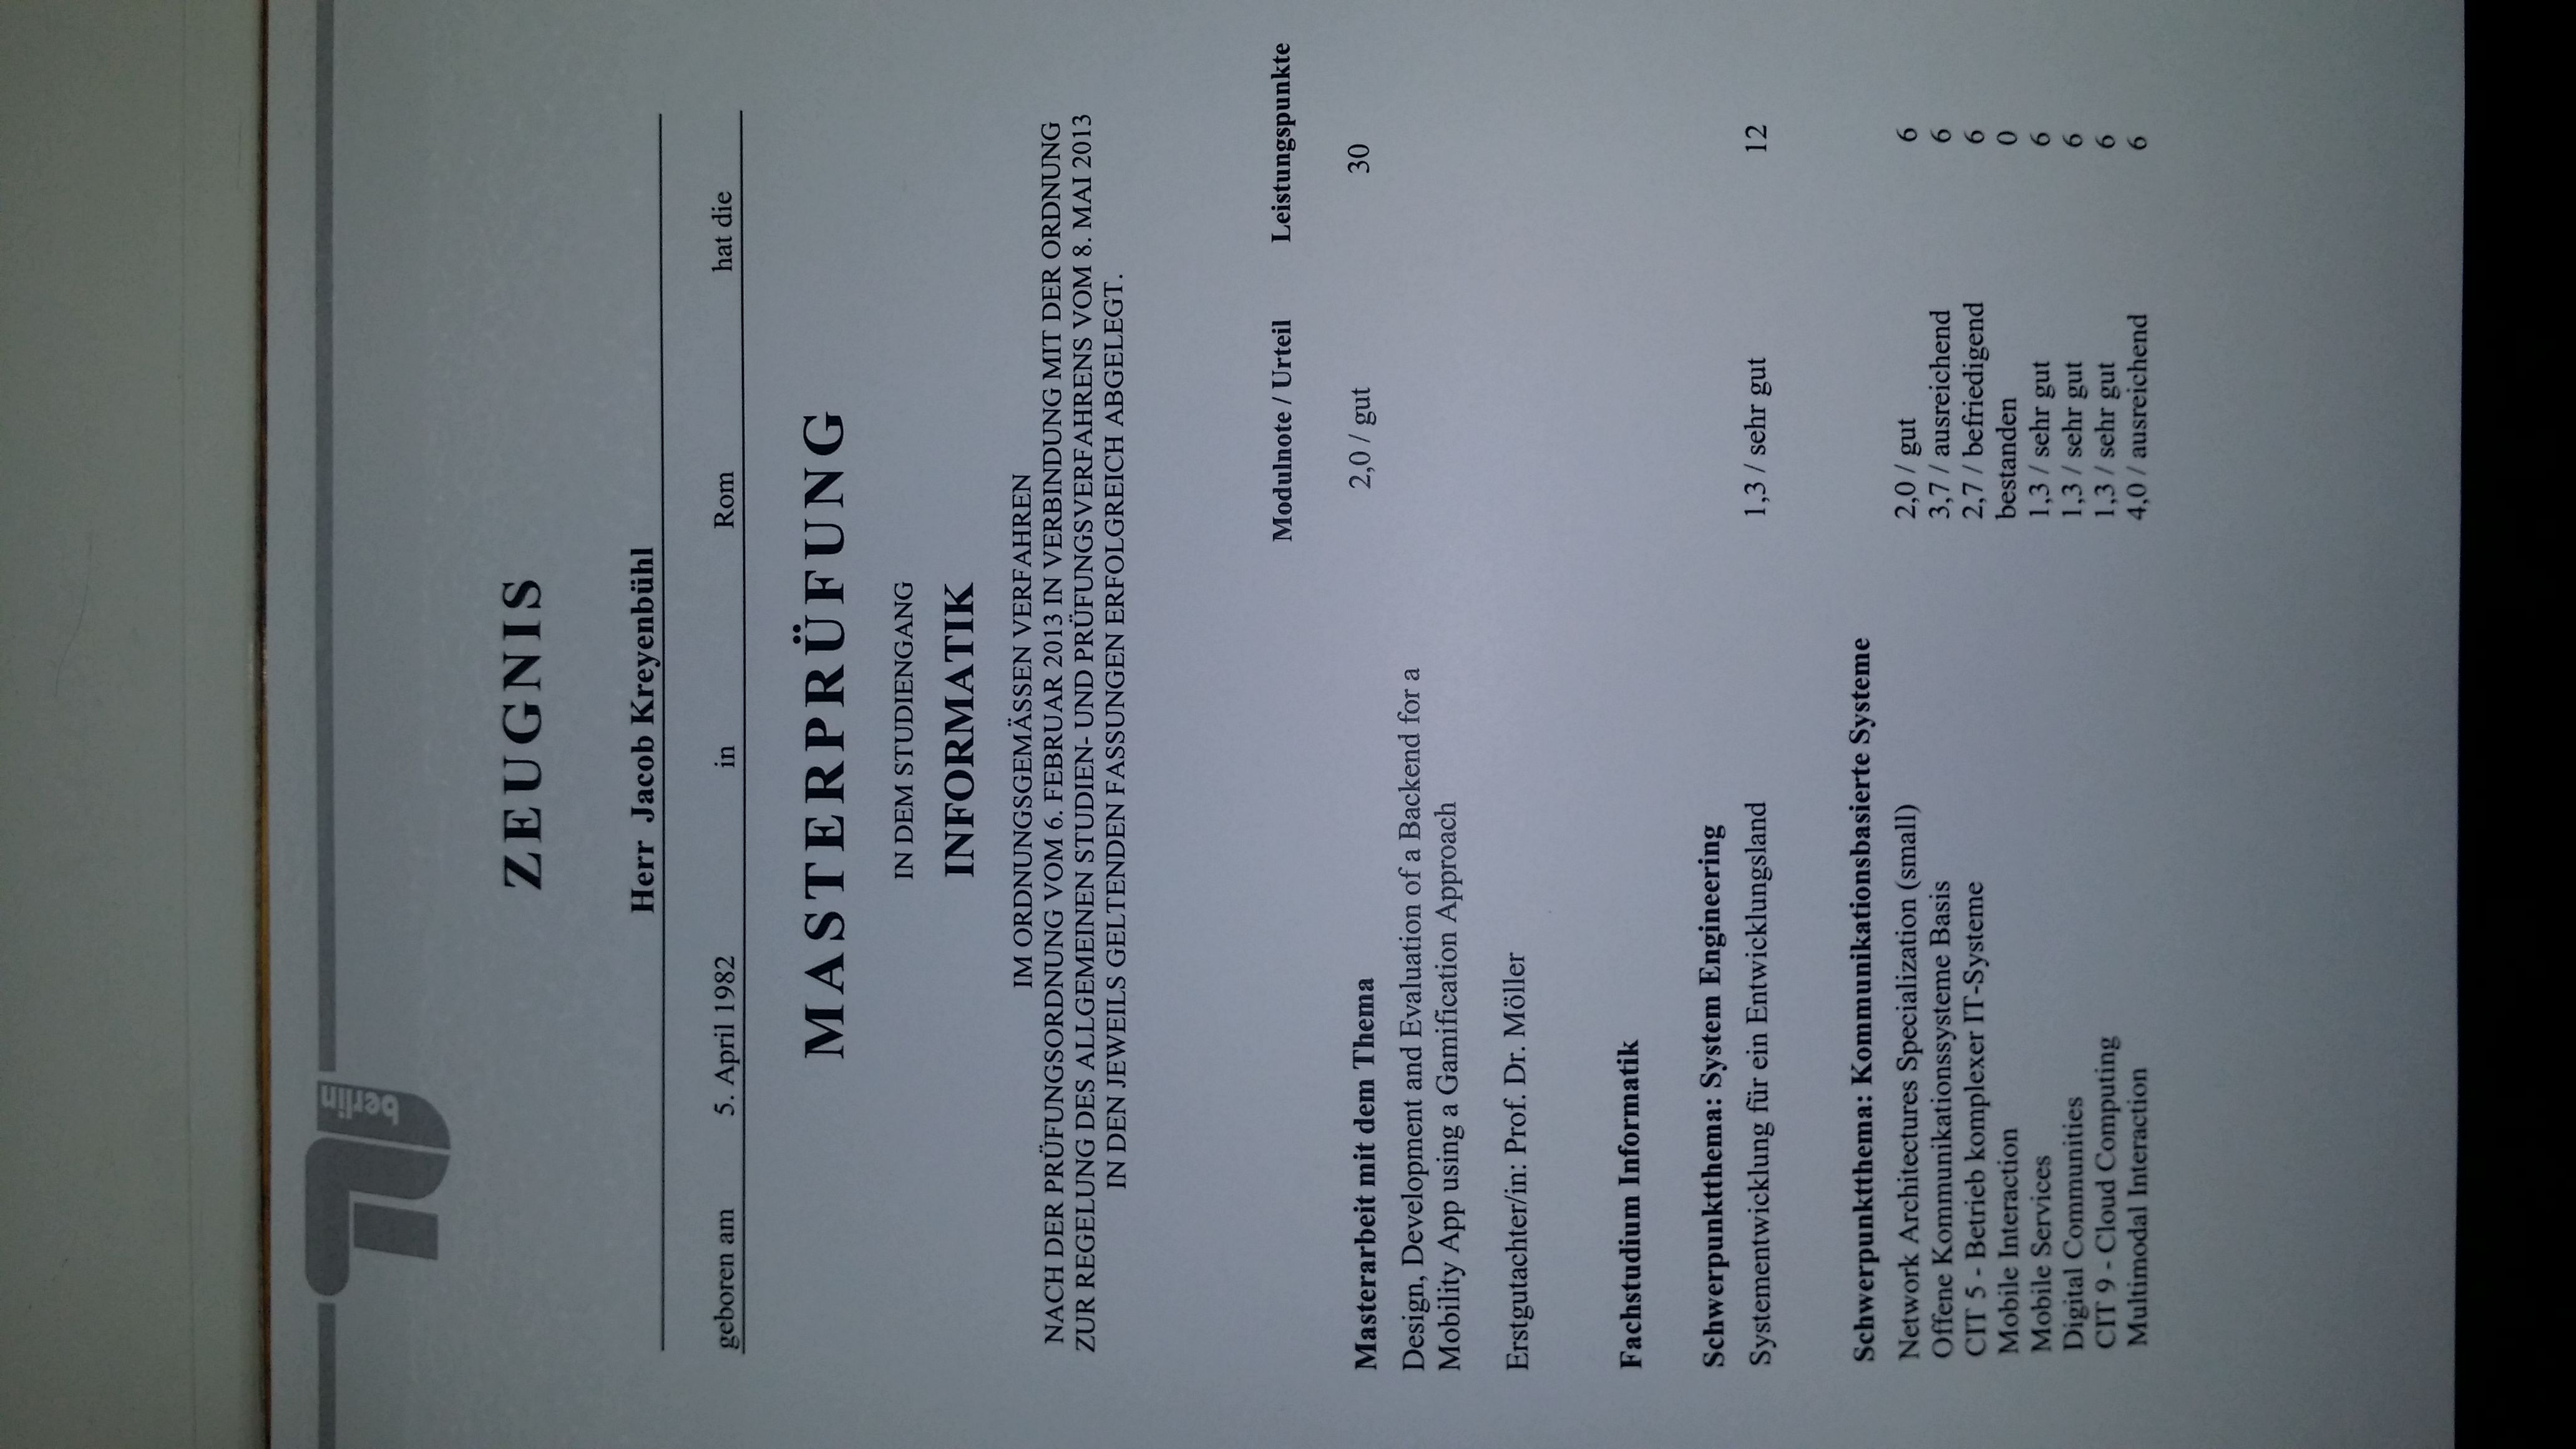 TU berlin
ZEUGNIS
Herr Jacob Kreyenbühl
geboren am 5. April 1982 in Rom hat die
MASTERPRÜFUNG
IN DEM STUDIENGANG
INFORMATIK
IM ORDNUNGSGEMÄSSEN VERFAHREN
NACH DER PRÜFUNGSORDNUNG VOM 6. FEBRUAR 2013 IN VERBINDUNG MIT DER ORDNUNG
ZUR REGELUNG DES ALLGEMEINEN STUDIEN- UND PRÜFUNGSVERFAHRENS VOM 8. MAI 2013
IN DEN JEWEILS GELTENDEN FASSUNGEN ERFOLGREICH ABGELEGT.
Modulnote / Urteil Leistungspunkte
Masterarbeit mit dem Thema 2,0 / gut 30
Design, Development and Evaluation of a Backend for a
Mobility App using a Gamification Approach
Erstgutachter/in: Prof. Dr. Möller
Fachstudium Informatik
Schwerpunktthema: System Engineering
Systementwicklung für ein Entwicklungsland 1,3 / sehr gut 12
Schwerpunktthema: Kommunikationsbasierte Systeme
Network Architectures Specialization (small) 2,0 / gut 6
Offene Kommunikationssysteme Basis 3,7 / ausreichend 6
CIT 5 - Betrieb komplexer IT-Systeme 2,7 / befriedigend 6
Mobile Interaction bestanden 0
Mobile Services 1,3 / sehr gut 6
Digital Communities 1,3 / sehr gut 6
CIT 9 - Cloud Computing 1,3 / sehr gut 6
Multimodal Interaction 4,0 / ausreichend 6